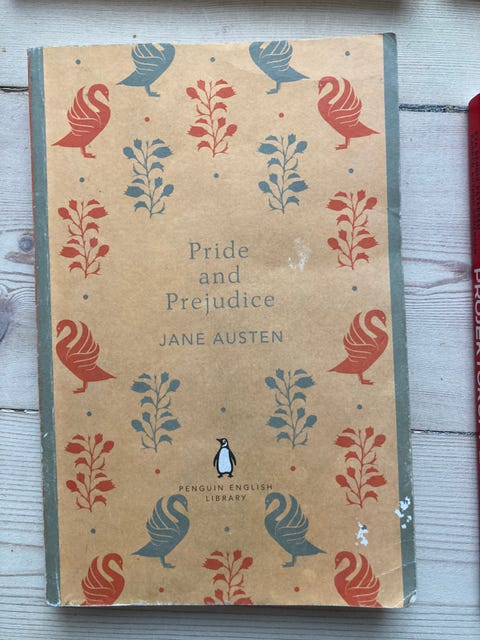 Pride
and
Prejudice
JANE AUSTEN
PENGUIN ENGLISH
LIBRARY